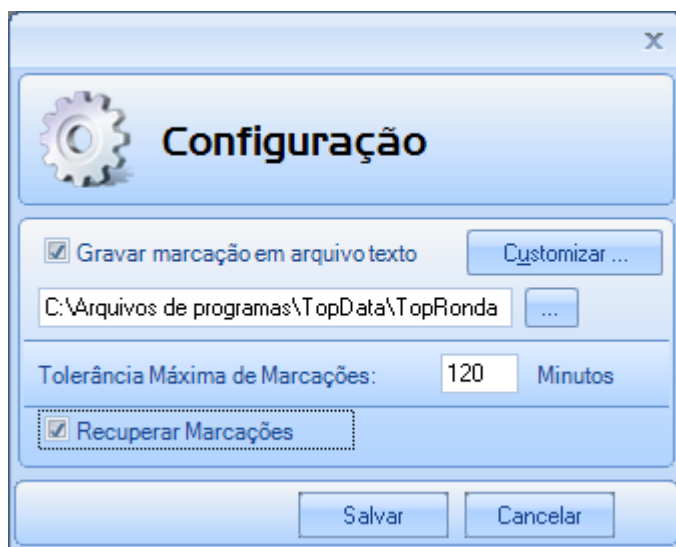 Configuração
Gravar marcação em arquivo texto
Customizar ...
C:\Arquivos de programas\TopData\TopRonda
...
Tolerância Máxima de Marcações: 120 Minutos
Recuperar Marcações
Salvar Cancelar